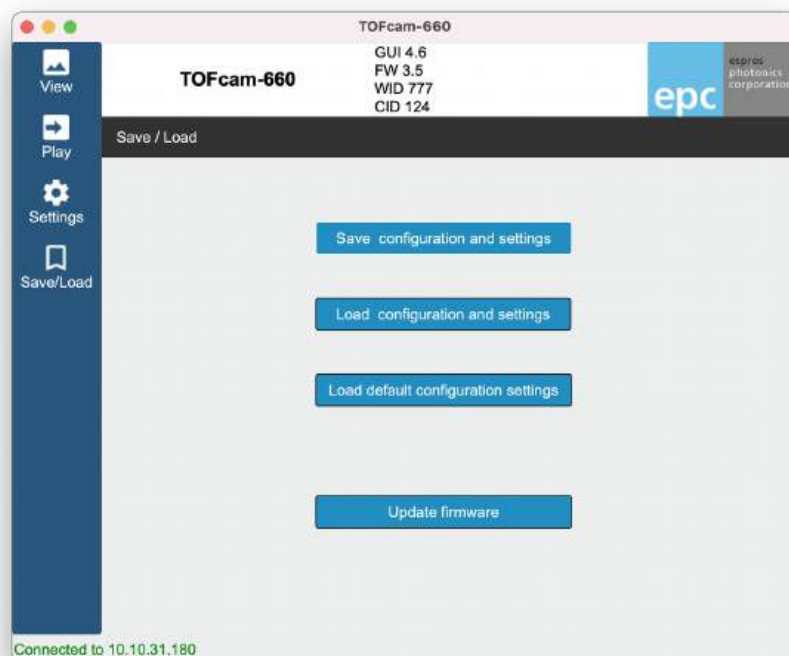 TOFcam-660
View
Play
Settings
Save/Load
TOFcam-660
GUI 4.6
FW 3.5
WID 777
CID 124
epc
espros
photonics
corporation
Save / Load
Save configuration and settings
Load configuration and settings
Load default configuration settings
Update firmware
Connected to 10.10.31.180